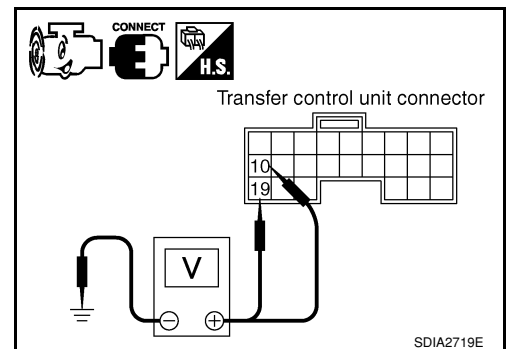 CONNECT
H.S.
Transfer control unit connector
10
19
V
− +
SDIA2719E